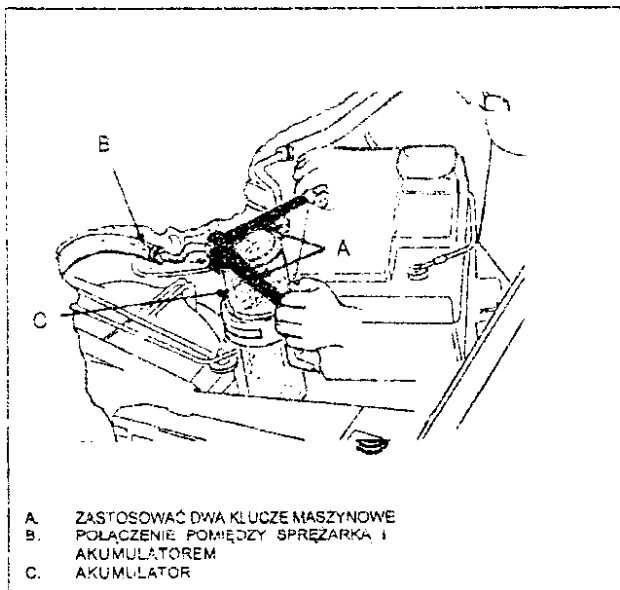 B
A
C
A. ZASTOSOWAĆ DWA KLUCZE MASZYNOWE
B. POŁĄCZENIE POMIĘDZY SPRĘŻARKĄ I
AKUMULATOREM
C. AKUMULATOR